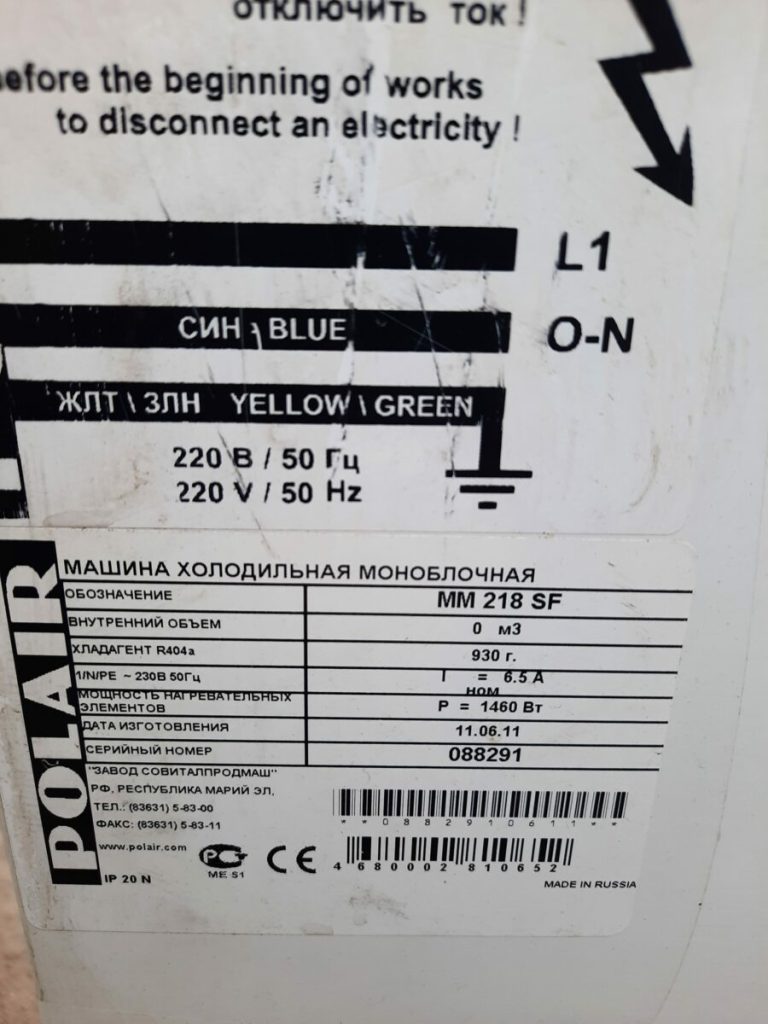 ОТКЛЮЧИТЬ ТОК !
before the beginning of works
to disconnect an electricity !
L1
СИН \ BLUE
O-N
ЖЛТ \ ЗЛН YELLOW \ GREEN
220 В / 50 Гц
220 V / 50 Hz
POLAIR
МАШИНА ХОЛОДИЛЬНАЯ МОНОБЛОЧНАЯ
ОБОЗНАЧЕНИЕ MM 218 SF
ВНУТРЕННИЙ ОБЪЕМ 0 м3
ХЛАДАГЕНТ R404a 930 г.
1/N/PE ~ 230В 50Гц I ном = 6.5 А
МОЩНОСТЬ НАГРЕВАТЕЛЬНЫХ ЭЛЕМЕНТОВ P = 1460 Вт
ДАТА ИЗГОТОВЛЕНИЯ 11.06.11
СЕРИЙНЫЙ НОМЕР 088291
"ЗАВОД СОВИТАЛПРОДМАШ"
РФ, РЕСПУБЛИКА МАРИЙ ЭЛ,
ТЕЛ.: (83631) 5-83-00
ФАКС: (83631) 5-83-11
**0882910611**
www.polair.com
ME S1
CE
4680002810652
IP 20 N
MADE IN RUSSIA